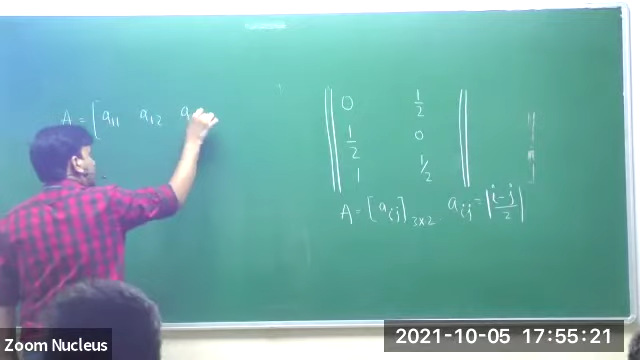 A = [ a11 a12 a
|| 0 1/2 ||
|| 1/2 0 ||
|| 1 1/2 ||
A = [aij]3×2 aij = |i-j/2|
Zoom Nucleus
2021-10-05 17:55:21